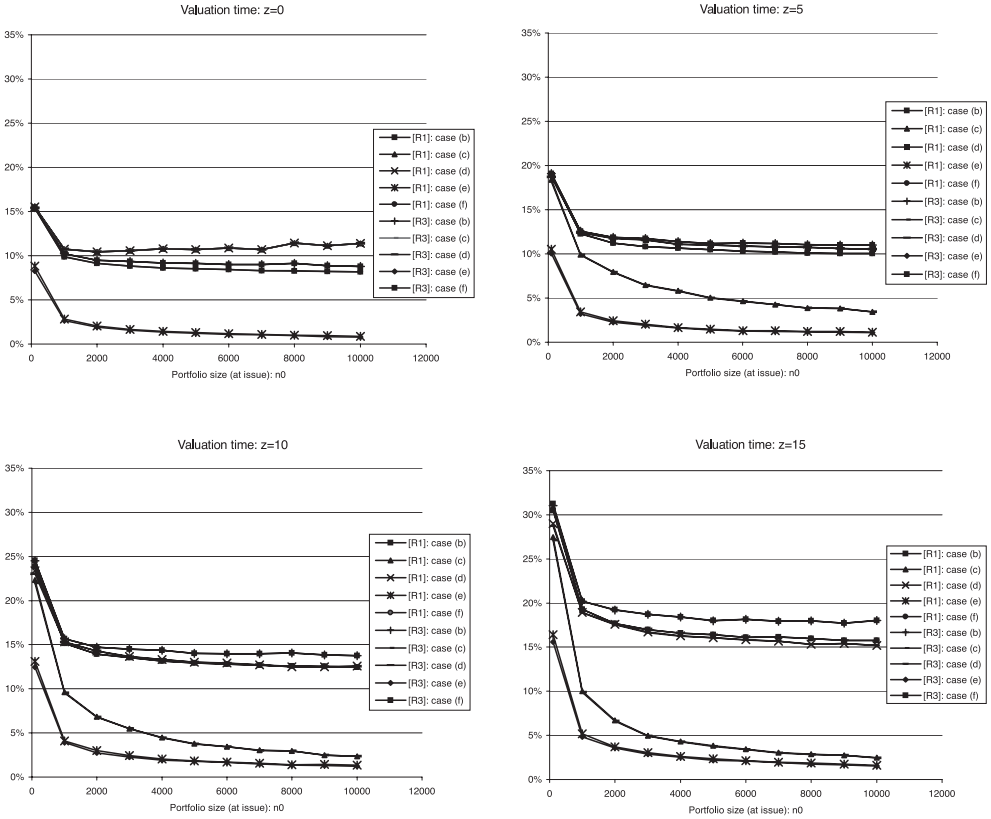 Valuation time: z=0
35%
30%
25%
20%
15%
10%
5%
0%
0 2000 4000 6000 8000 10000 12000
Portfolio size (at issue): n0
[R1]: case (b)
[R1]: case (c)
[R1]: case (d)
[R1]: case (e)
[R1]: case (f)
[R3]: case (b)
[R3]: case (c)
[R3]: case (d)
[R3]: case (e)
[R3]: case (f)
Valuation time: z=5
35%
30%
25%
20%
15%
10%
5%
0%
0 2000 4000 6000 8000 10000 12000
Portfolio size (at issue): n0
[R1]: case (b)
[R1]: case (c)
[R1]: case (d)
[R1]: case (e)
[R1]: case (f)
[R3]: case (b)
[R3]: case (c)
[R3]: case (d)
[R3]: case (e)
[R3]: case (f)
Valuation time: z=10
35%
30%
25%
20%
15%
10%
5%
0%
0 2000 4000 6000 8000 10000 12000
Portfolio size (at issue): n0
[R1]: case (b)
[R1]: case (c)
[R1]: case (d)
[R1]: case (e)
[R1]: case (f)
[R3]: case (b)
[R3]: case (c)
[R3]: case (d)
[R3]: case (e)
[R3]: case (f)
Valuation time: z=15
35%
30%
25%
20%
15%
10%
5%
0%
0 2000 4000 6000 8000 10000 12000
Portfolio size (at issue): n0
[R1]: case (b)
[R1]: case (c)
[R1]: case (d)
[R1]: case (e)
[R1]: case (f)
[R3]: case (b)
[R3]: case (c)
[R3]: case (d)
[R3]: case (e)
[R3]: case (f)